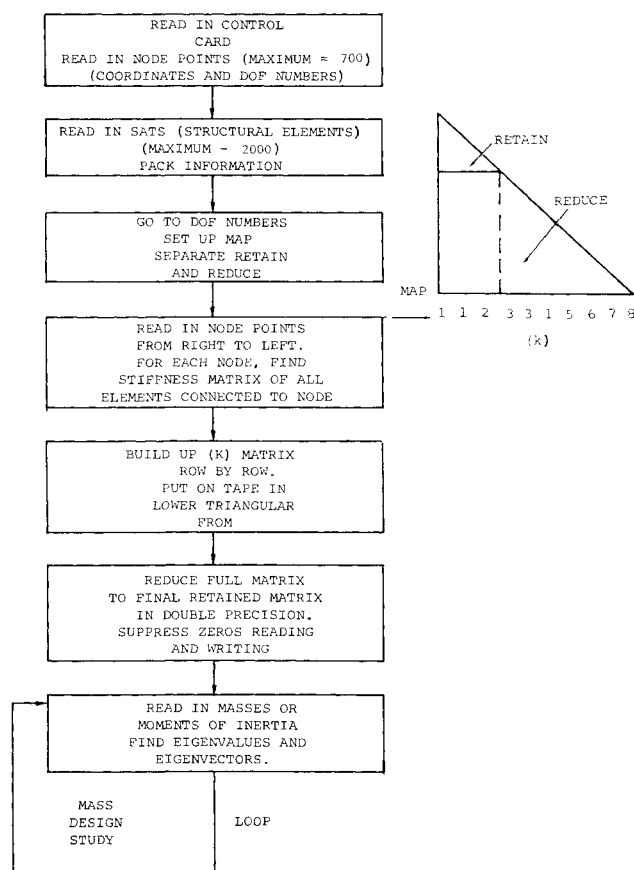 READ IN CONTROL
CARD
READ IN NODE POINTS (MAXIMUM = 700)
(COORDINATES AND DOF NUMBERS)
READ IN SATS (STRUCTURAL ELEMENTS)
(MAXIMUM - 2000)
PACK INFORMATION
GO TO DOF NUMBERS
SET UP MAP
SEPARATE RETAIN
AND REDUCE
RETAIN
REDUCE
MAP
1 1 2 3 3 1 5 6 7 8
(k)
READ IN NODE POINTS
FROM RIGHT TO LEFT.
FOR EACH NODE, FIND
STIFFNESS MATRIX OF ALL
ELEMENTS CONNECTED TO NODE
BUILD UP (K) MATRIX
ROW BY ROW.
PUT ON TAPE IN
LOWER TRIANGULAR
FROM
REDUCE FULL MATRIX
TO FINAL RETAINED MATRIX
IN DOUBLE PRECISION.
SUPPRESS ZEROS READING
AND WRITING
READ IN MASSES OR
MOMENTS OF INERTIA
FIND EIGENVALUES AND
EIGENVECTORS.
MASS
DESIGN
STUDY
LOOP